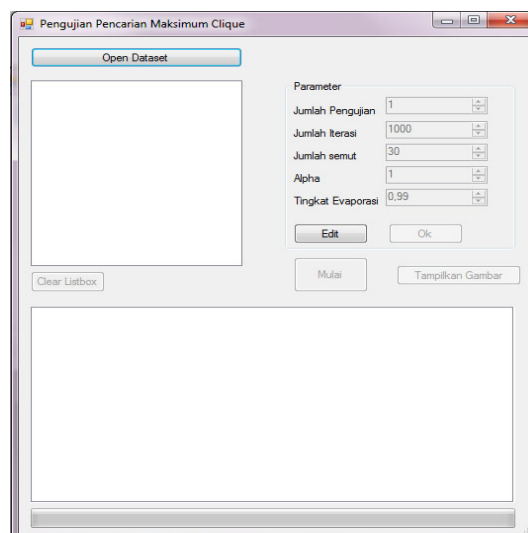 Pengujian Pencarian Maksimum Clique
Open Dataset
Parameter
Jumlah Pengujian 1
Jumlah Iterasi 1000
Jumlah semut 30
Alpha 1
Tingkat Evaporasi 0,99
Edit Ok
Clear Listbox
Mulai
Tampilkan Gambar